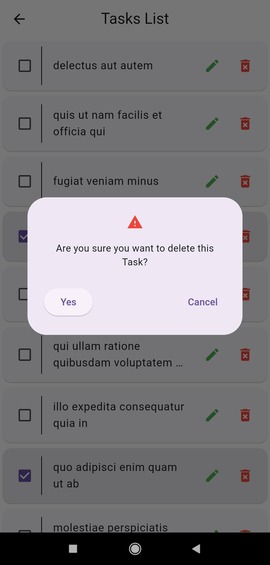 Tasks List
delectus aut autem
quis ut nam facilis et
officia qui
fugiat veniam minus
Are you sure you want to delete this
Task?
Yes
Cancel
qui ullam ratione
quibusdam voluptatem …
illo expedita consequatur
quia in
quo adipisci enim quam
ut ab
molestiae perspiciatis